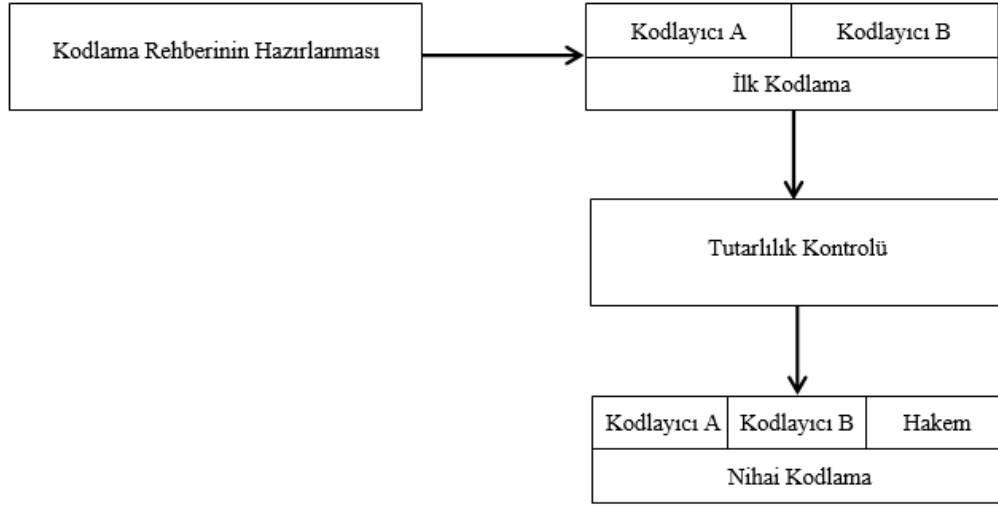 Kodlama Rehberinin Hazırlanması
Kodlayıcı A
Kodlayıcı B
İlk Kodlama
Tutarlılık Kontrolü
Kodlayıcı A
Kodlayıcı B
Hakem
Nihai Kodlama